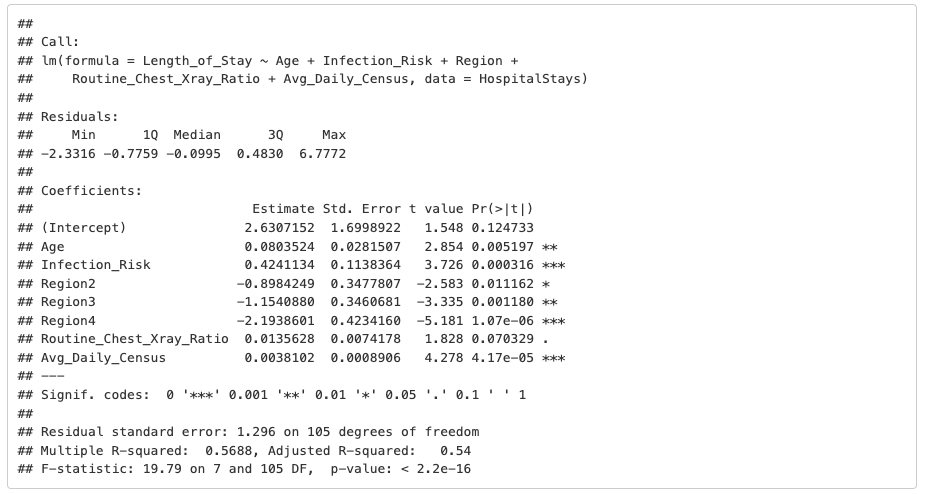 ##
## Call:
## lm(formula = Length_of_Stay ~ Age + Infection_Risk + Region +
##     Routine_Chest_Xray_Ratio + Avg_Daily_Census, data = HospitalStays)
##
## Residuals:
##     Min      1Q  Median      3Q     Max
## -2.3316 -0.7759 -0.0995  0.4830  6.7772
##
## Coefficients:
##                            Estimate Std. Error t value Pr(>|t|)
## (Intercept)               2.6307152  1.6998922   1.548 0.124733
## Age                       0.0803524  0.0281507   2.854 0.005197 **
## Infection_Risk            0.4241134  0.1138364   3.726 0.000316 ***
## Region2                  -0.8984249  0.3477807  -2.583 0.011162 *
## Region3                  -1.1540880  0.3460681  -3.335 0.001180 **
## Region4                  -2.1938601  0.4234160  -5.181 1.07e-06 ***
## Routine_Chest_Xray_Ratio  0.0135628  0.0074178   1.828 0.070329 .
## Avg_Daily_Census          0.0038102  0.0008906   4.278 4.17e-05 ***
## ---
## Signif. codes:  0 '***' 0.001 '**' 0.01 '*' 0.05 '.' 0.1 ' ' 1
##
## Residual standard error: 1.296 on 105 degrees of freedom
## Multiple R-squared:  0.5688, Adjusted R-squared:   0.54
## F-statistic: 19.79 on 7 and 105 DF,  p-value: < 2.2e-16